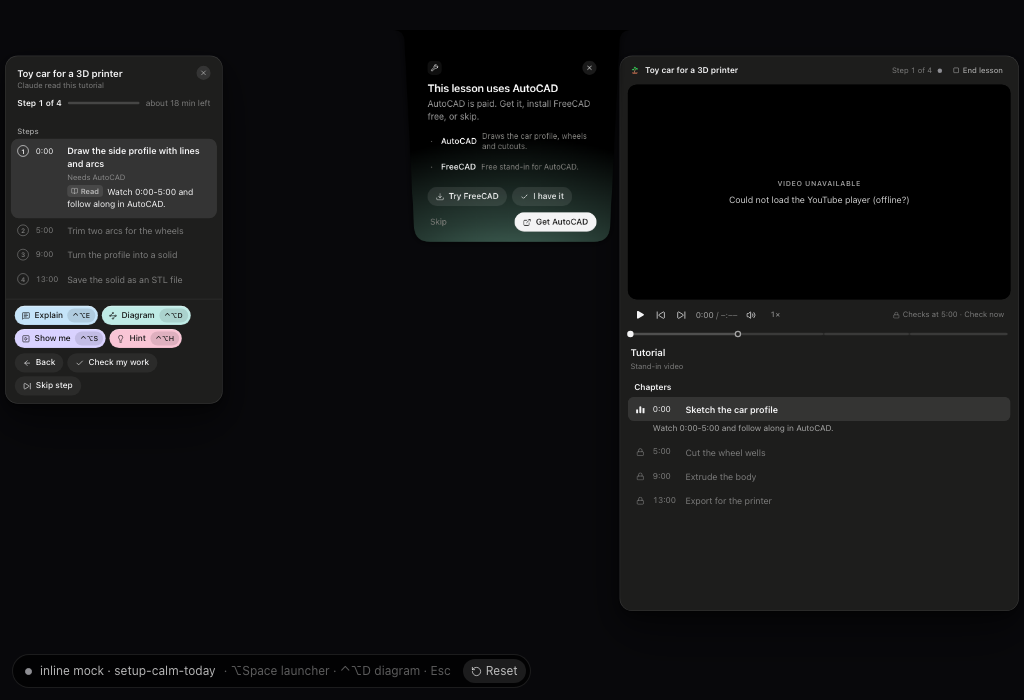 Toy car for a 3D printer
Claude read this tutorial
Step 1 of 4 about 18 min left
Steps
1 0:00 Draw the side profile with lines
and arcs
Needs AutoCAD
Read Watch 0:00-5:00 and
follow along in AutoCAD.
2 5:00 Trim two arcs for the wheels
3 9:00 Turn the profile into a solid
4 13:00 Save the solid as an STL file
Explain ⌃⌥E Diagram ⌃⌥D
Show me ⌃⌥S Hint ⌃⌥H
Back Check my work
Skip step
This lesson uses AutoCAD
AutoCAD is paid. Get it, install FreeCAD
free, or skip.
· AutoCAD Draws the car profile, wheels
and cutouts.
· FreeCAD Free stand-in for AutoCAD.
Try FreeCAD I have it
Skip Get AutoCAD
Toy car for a 3D printer Step 1 of 4 End lesson
VIDEO UNAVAILABLE
Could not load the YouTube player (offline?)
0:00 / –:–– 1× Checks at 5:00 · Check now
Tutorial
Stand-in video
Chapters
0:00 Sketch the car profile
Watch 0:00-5:00 and follow along in AutoCAD.
5:00 Cut the wheel wells
9:00 Extrude the body
13:00 Export for the printer
inline mock · setup-calm-today · ⌥Space launcher · ⌃⌥D diagram · Esc Reset